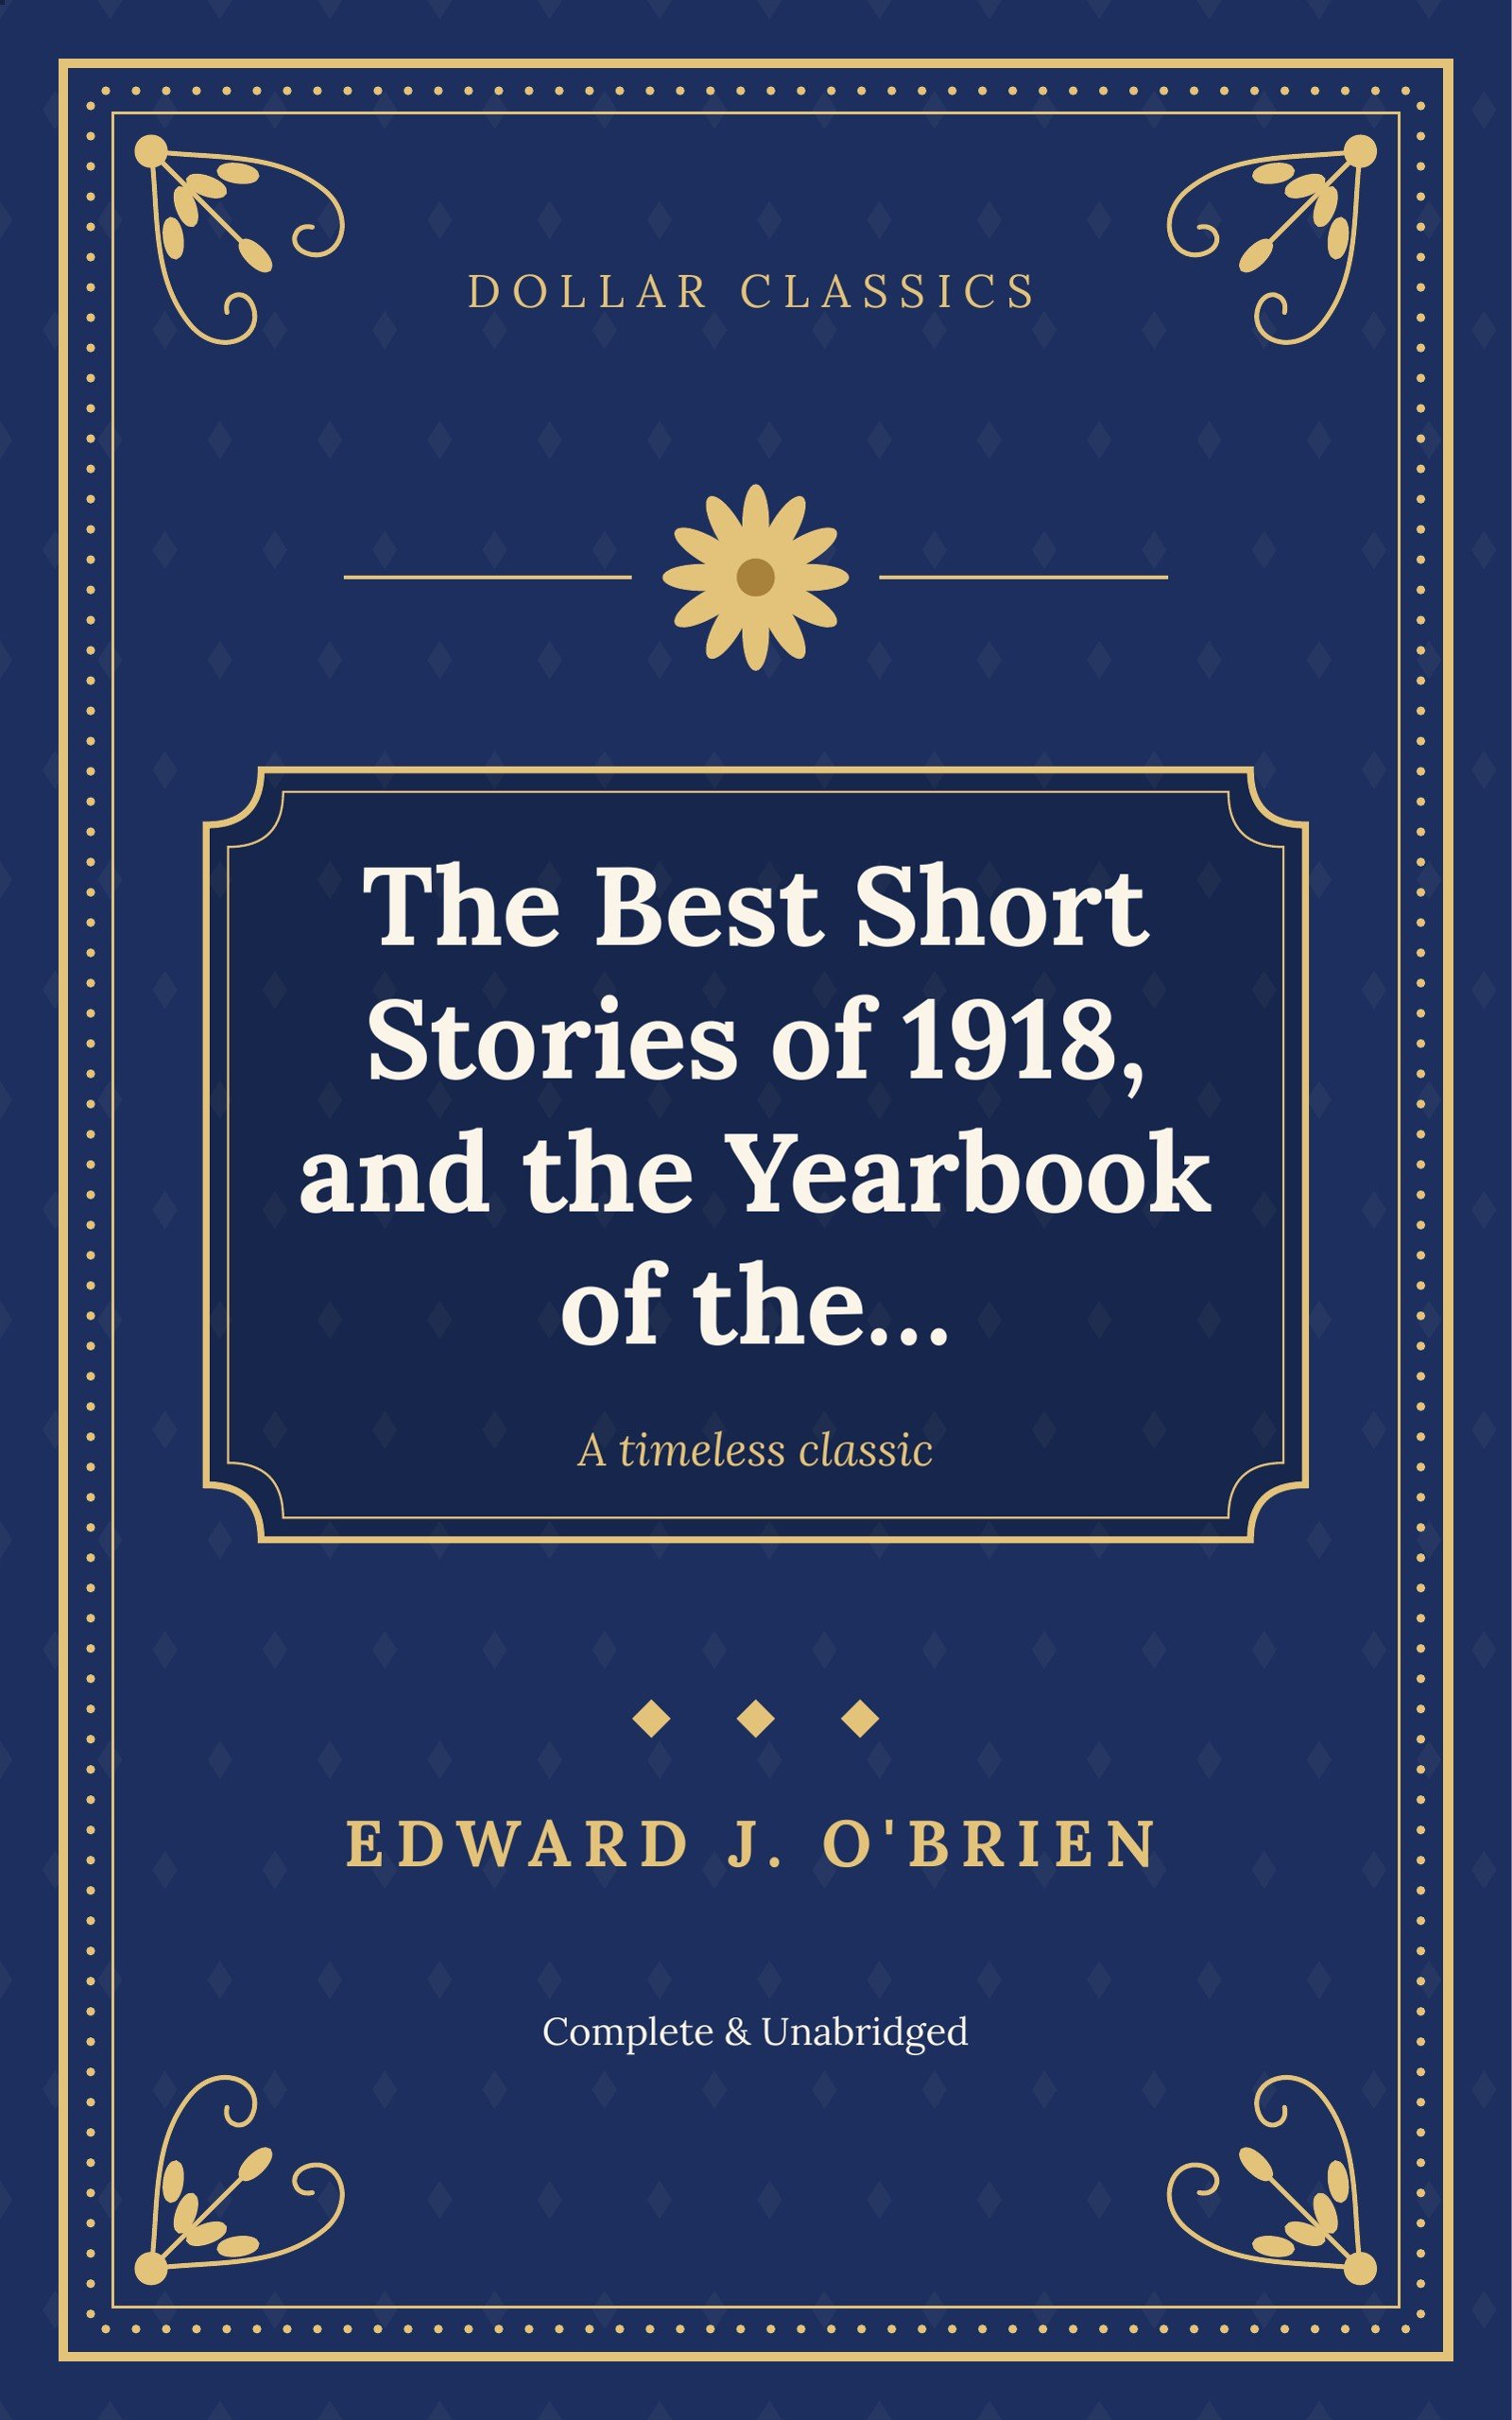 DOLLAR CLASSICS
The Best Short
Stories of 1918,
and the Yearbook
of the...
A timeless classic
EDWARD J. O'BRIEN
Complete & Unabridged